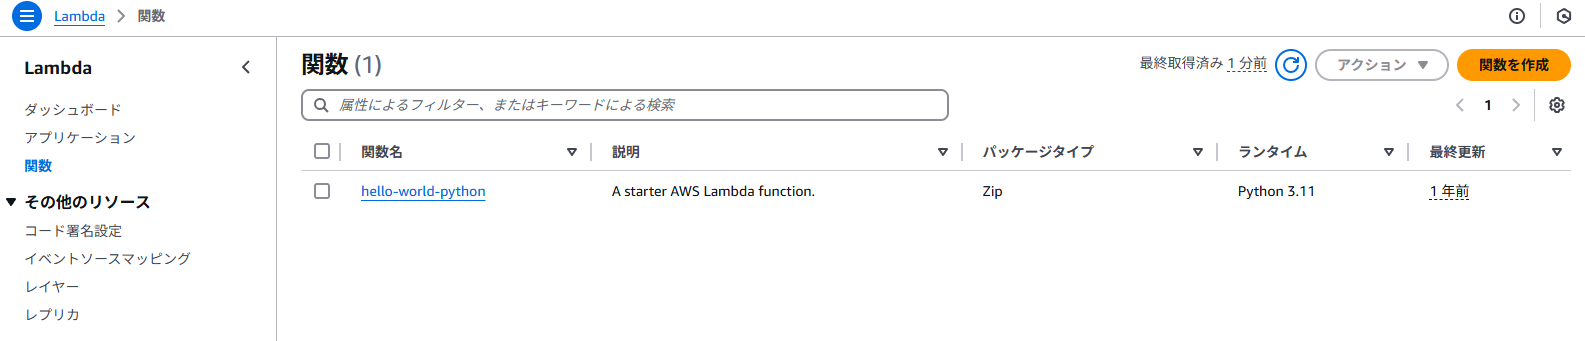 Lambda > 関数
Lambda
ダッシュボード
アプリケーション
関数
その他のリソース
コード署名設定
イベントソースマッピング
レイヤー
レプリカ
関数 (1)
最終取得済み 1 分前
アクション
関数を作成
属性によるフィルター、またはキーワードによる検索
1
関数名 説明 パッケージタイプ ランタイム 最終更新
hello-world-python A starter AWS Lambda function. Zip Python 3.11 1 年前